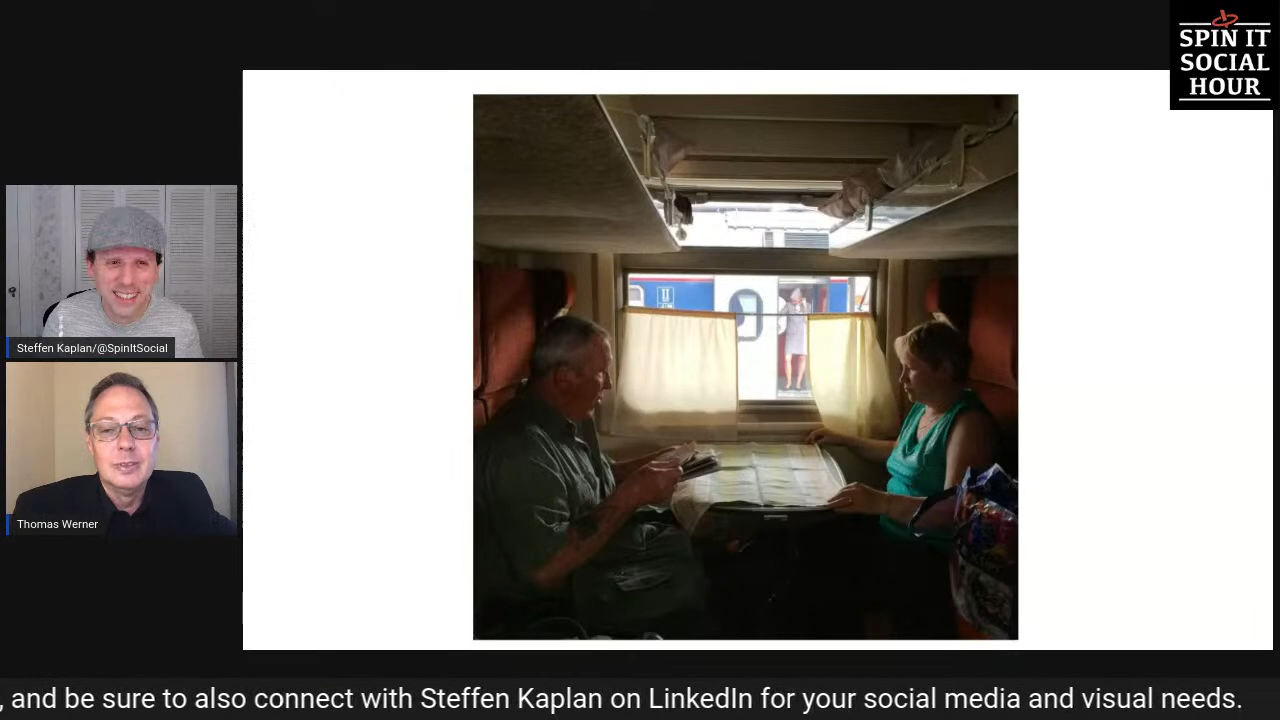 SPIN IT
SOCIAL
HOUR
Steffen Kaplan/@SpinItSocial
Thomas Werner
, and be sure to also connect with Steffen Kaplan on LinkedIn for your social media and visual needs.